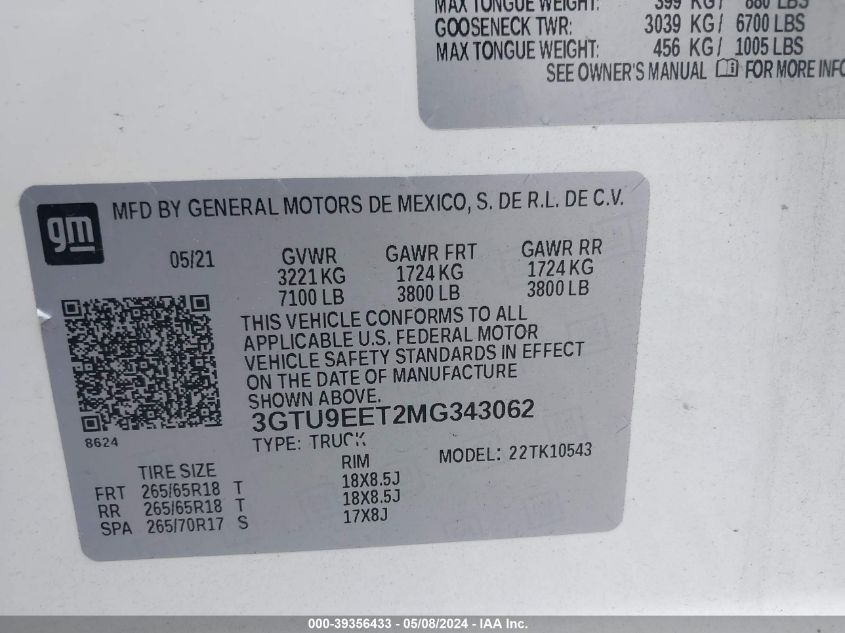 MAX TONGUE WEIGHT: 399 KG / 880 LBS
GOOSENECK TWR: 3039 KG / 6700 LBS
MAX TONGUE WEIGHT: 456 KG / 1005 LBS
SEE OWNER'S MANUAL FOR MORE INFO
gm
MFD BY GENERAL MOTORS DE MEXICO, S. DE R.L. DE C.V.
05/21 GVWR GAWR FRT GAWR RR
3221 KG 1724 KG 1724 KG
7100 LB 3800 LB 3800 LB
THIS VEHICLE CONFORMS TO ALL
APPLICABLE U.S. FEDERAL MOTOR
VEHICLE SAFETY STANDARDS IN EFFECT
ON THE DATE OF MANUFACTURE
SHOWN ABOVE.
3GTU9EET2MG343062
8624
TYPE: TRUCK MODEL: 22TK10543
TIRE SIZE RIM
FRT 265/65R18 T 18X8.5J
RR 265/65R18 T 18X8.5J
SPA 265/70R17 S 17X8J
000-39356433 - 05/08/2024 - IAA Inc.